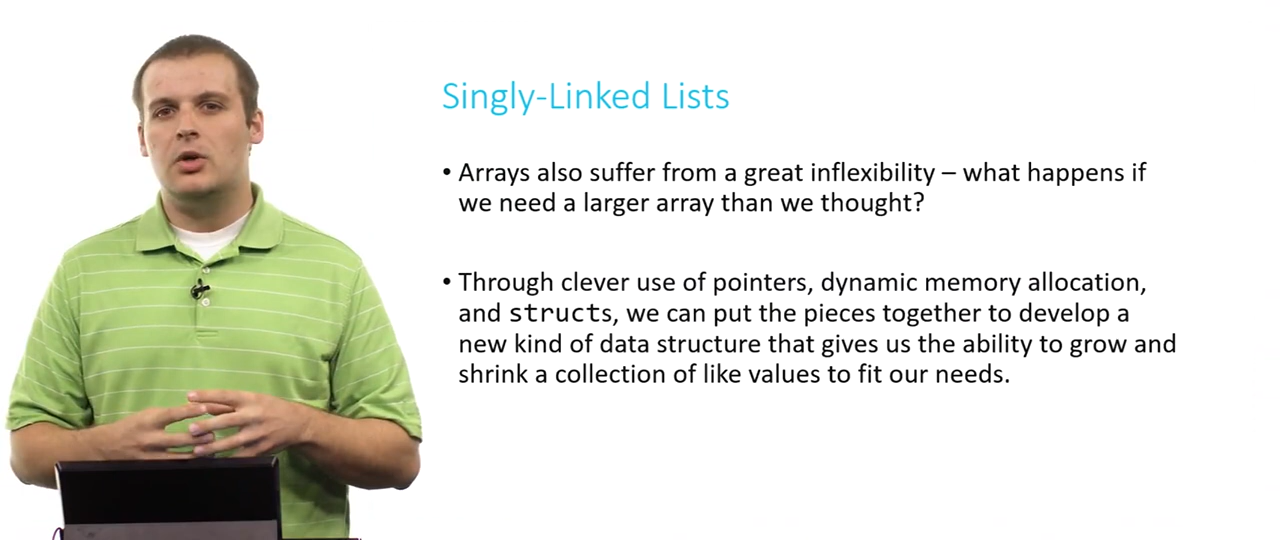 Singly-Linked Lists
• Arrays also suffer from a great inflexibility – what happens if
we need a larger array than we thought?
• Through clever use of pointers, dynamic memory allocation,
and structs, we can put the pieces together to develop a
new kind of data structure that gives us the ability to grow and
shrink a collection of like values to fit our needs.